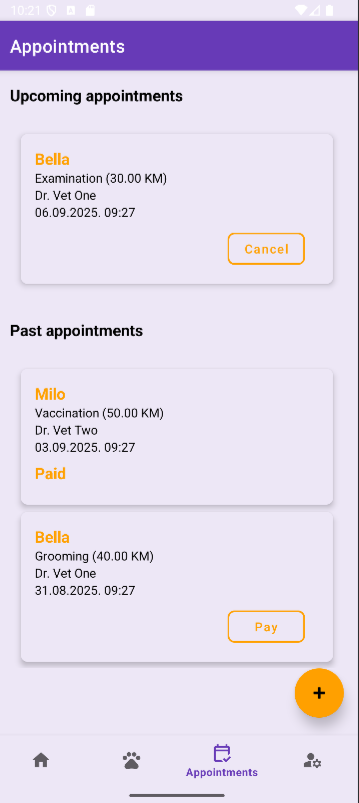 10:21
Appointments
Upcoming appointments
Bella
Examination (30.00 KM)
Dr. Vet One
06.09.2025. 09:27
Cancel
Past appointments
Milo
Vaccination (50.00 KM)
Dr. Vet Two
03.09.2025. 09:27
Paid
Bella
Grooming (40.00 KM)
Dr. Vet One
31.08.2025. 09:27
Pay
+
Appointments